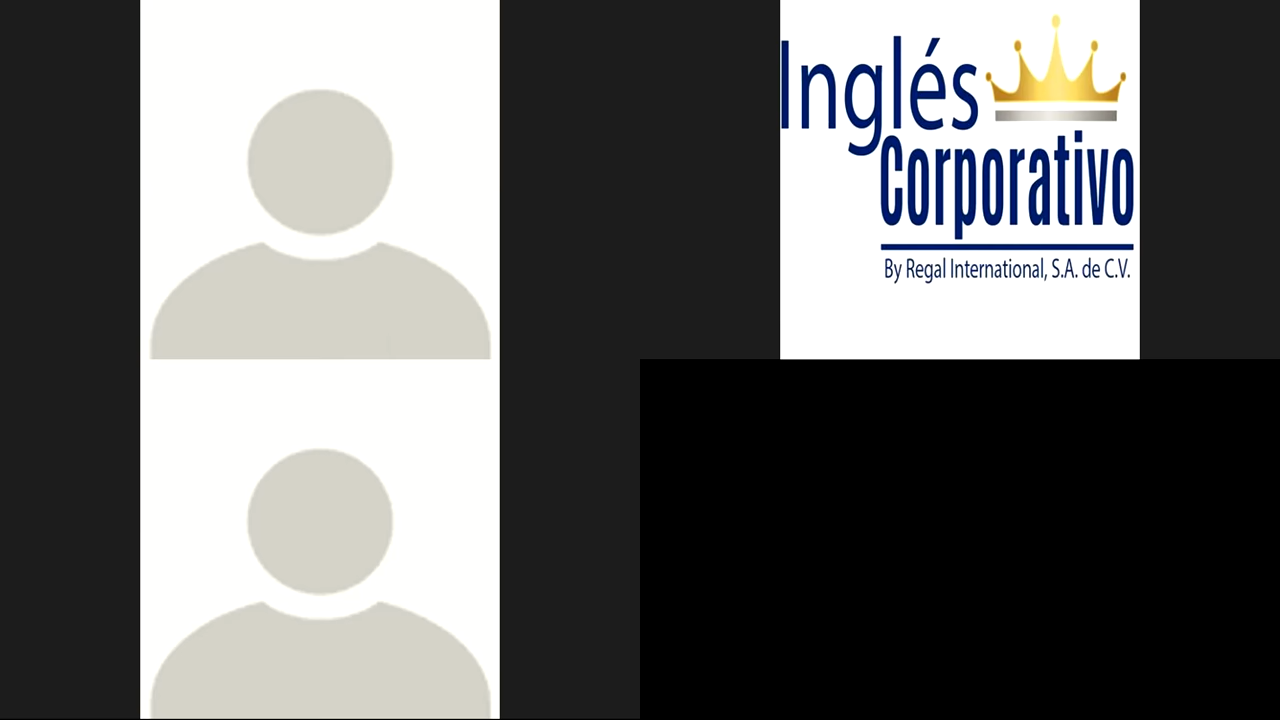 Inglés
Corporativo
By Regal International, S.A. de C.V.